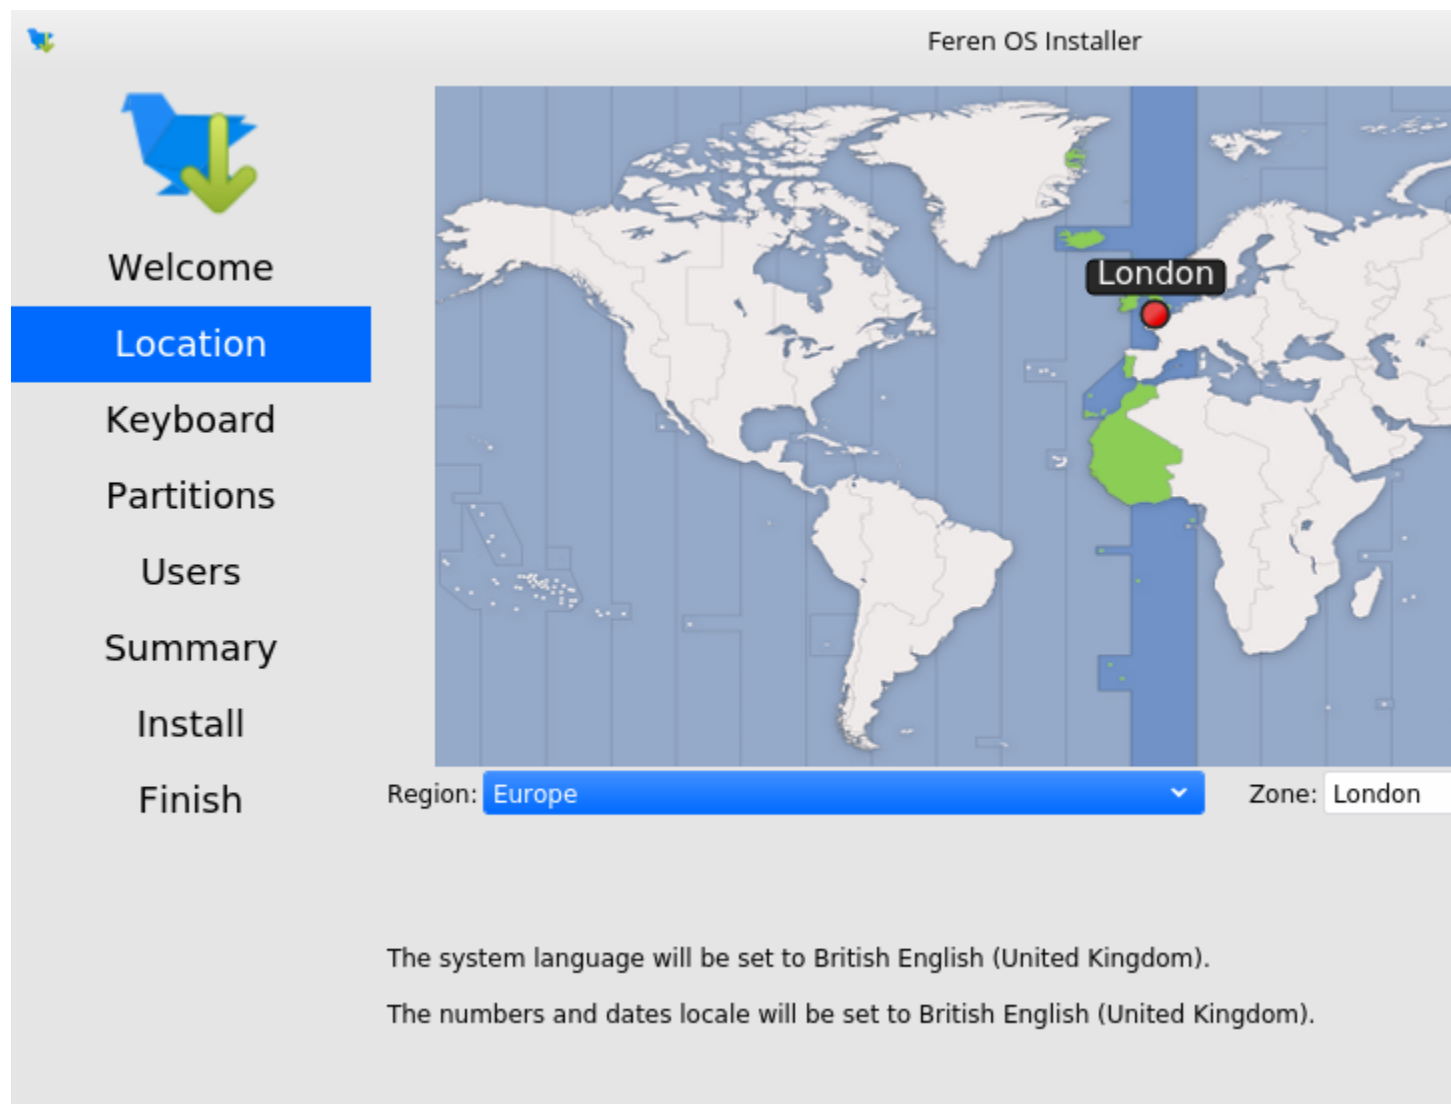 Feren OS Installer
Welcome
Location
Keyboard
Partitions
Users
Summary
Install
Finish
London
Region: Europe Zone: London
The system language will be set to British English (United Kingdom).
The numbers and dates locale will be set to British English (United Kingdom).